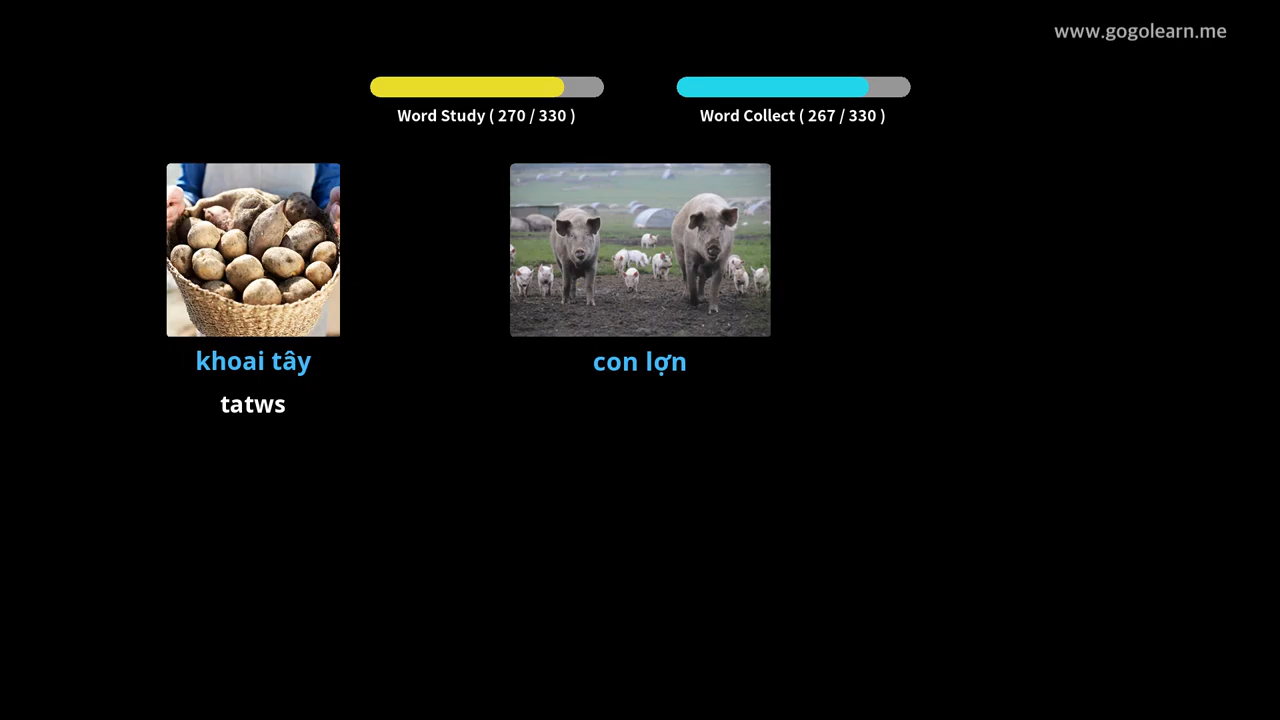 www.gogolearn.me
Word Study ( 270 / 330 )
Word Collect ( 267 / 330 )
khoai tây
con lợn
tatws